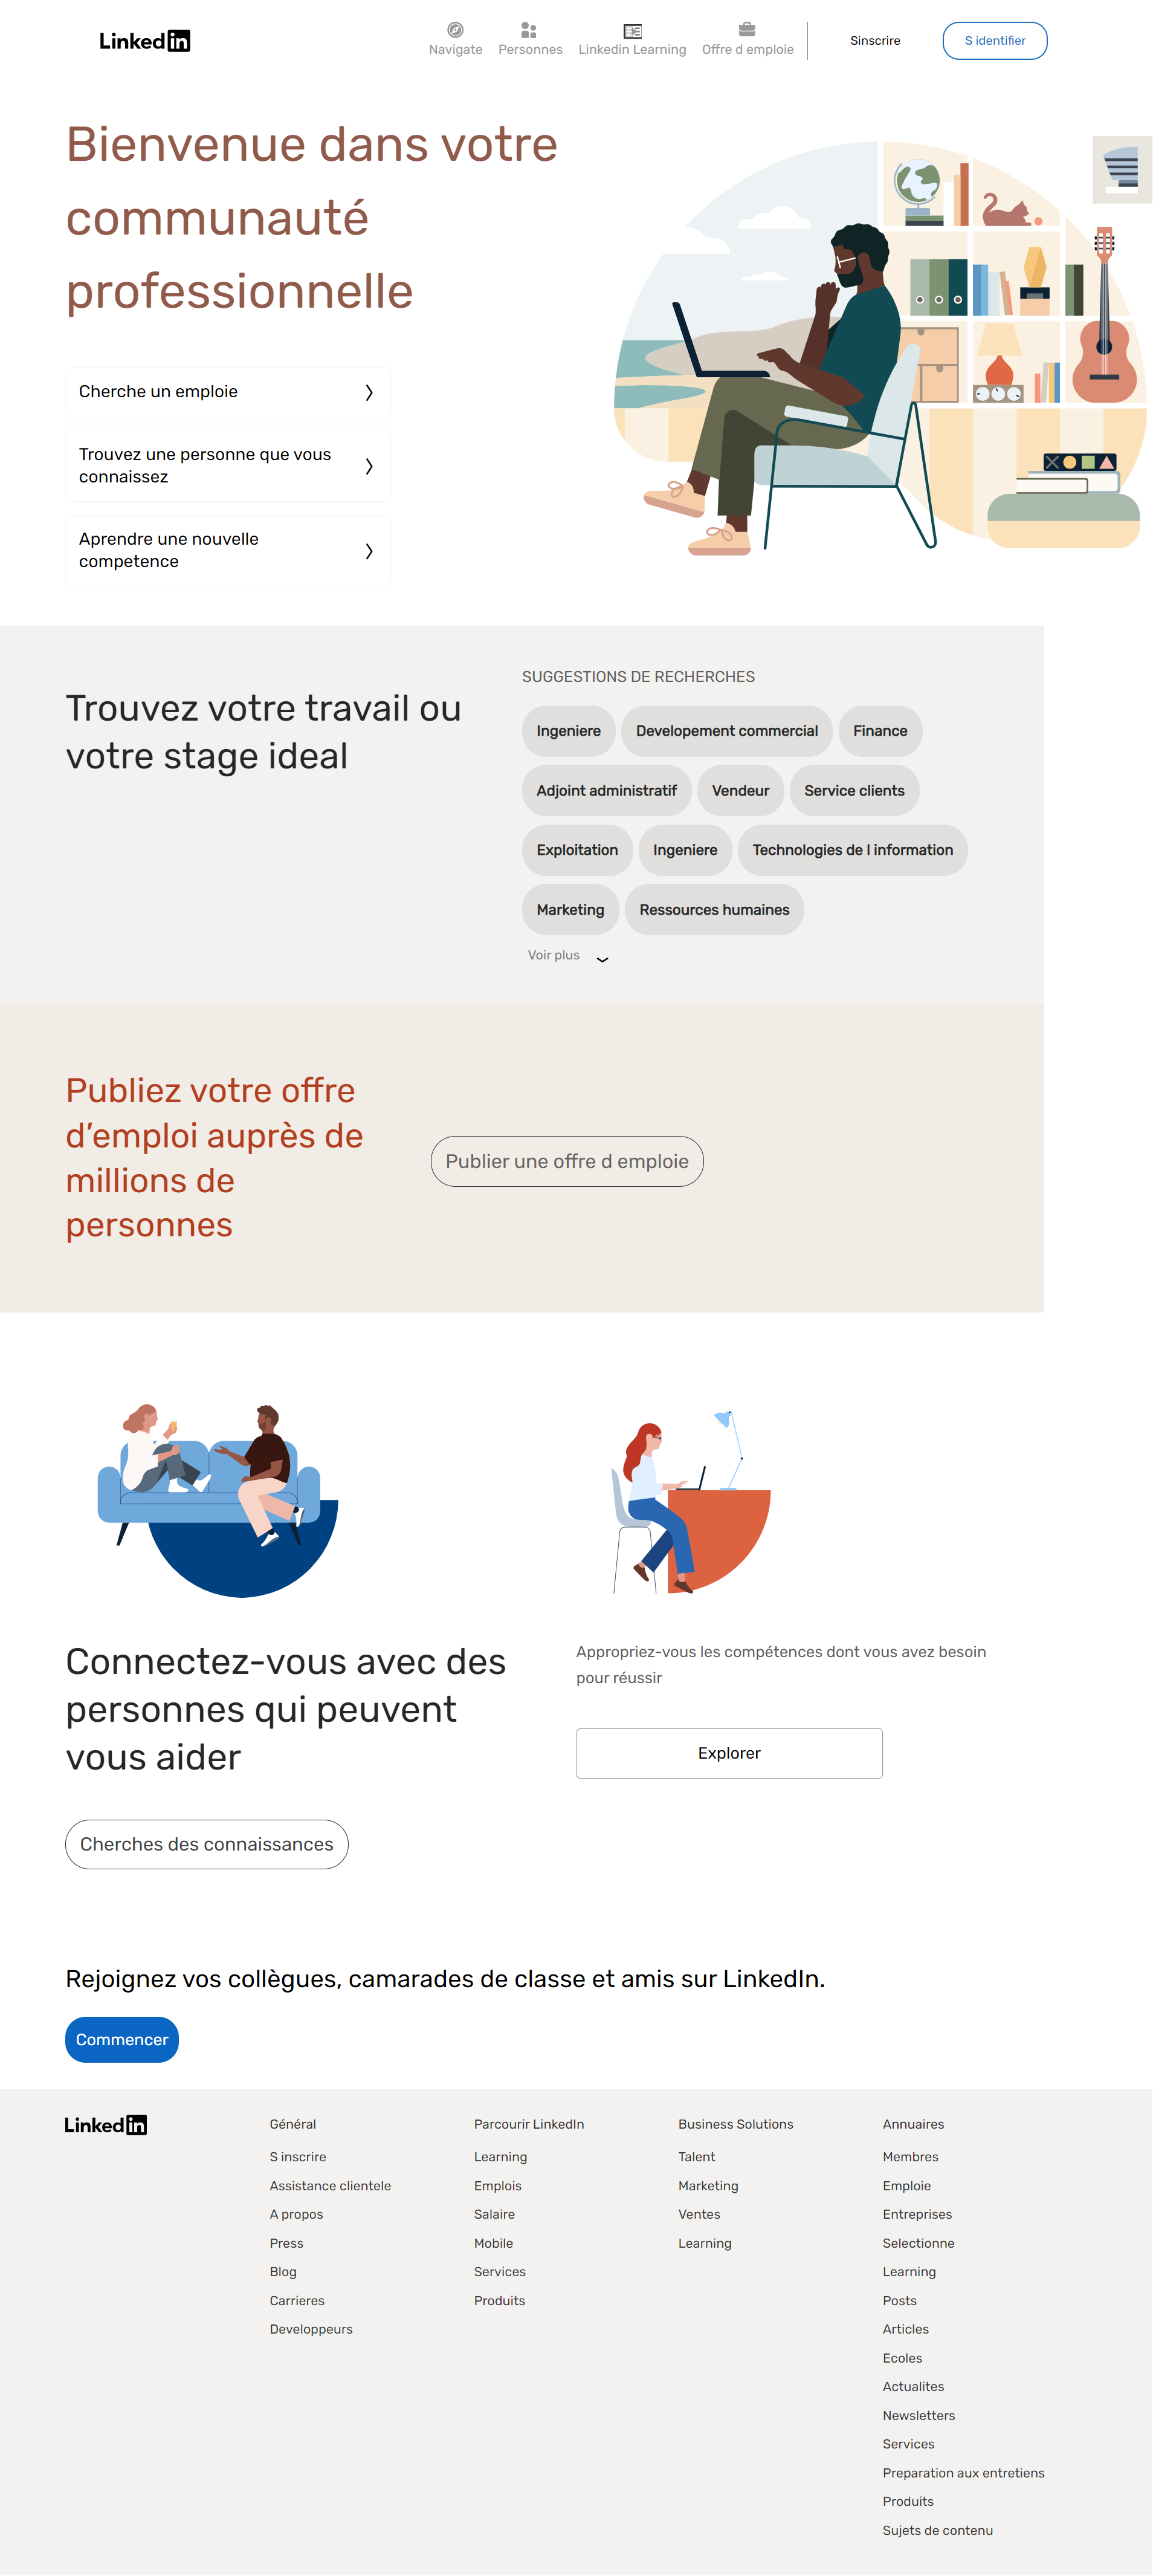 Linkedin
Navigate
Personnes
Linkedin Learning
Offre d emploie
Sinscrire
S identifier
Bienvenue dans votre
communauté
professionnelle
Cherche un emploie
Trouvez une personne que vous
connaissez
Aprendre une nouvelle
competence
Trouvez votre travail ou
votre stage ideal
SUGGESTIONS DE RECHERCHES
Ingeniere
Developement commercial
Finance
Adjoint administratif
Vendeur
Service clients
Exploitation
Ingeniere
Technologies de l information
Marketing
Ressources humaines
Voir plus
Publiez votre offre
d’emploi auprès de
millions de
personnes
Publier une offre d emploie
Connectez-vous avec des
personnes qui peuvent
vous aider
Cherches des connaissances
Appropriez-vous les compétences dont vous avez besoin
pour réussir
Explorer
Rejoignez vos collègues, camarades de classe et amis sur LinkedIn.
Commencer
Linkedin
Général
S inscrire
Assistance clientele
A propos
Press
Blog
Carrieres
Developpeurs
Parcourir LinkedIn
Learning
Emplois
Salaire
Mobile
Services
Produits
Business Solutions
Talent
Marketing
Ventes
Learning
Annuaires
Membres
Emploie
Entreprises
Selectionne
Learning
Posts
Articles
Ecoles
Actualites
Newsletters
Services
Preparation aux entretiens
Produits
Sujets de contenu